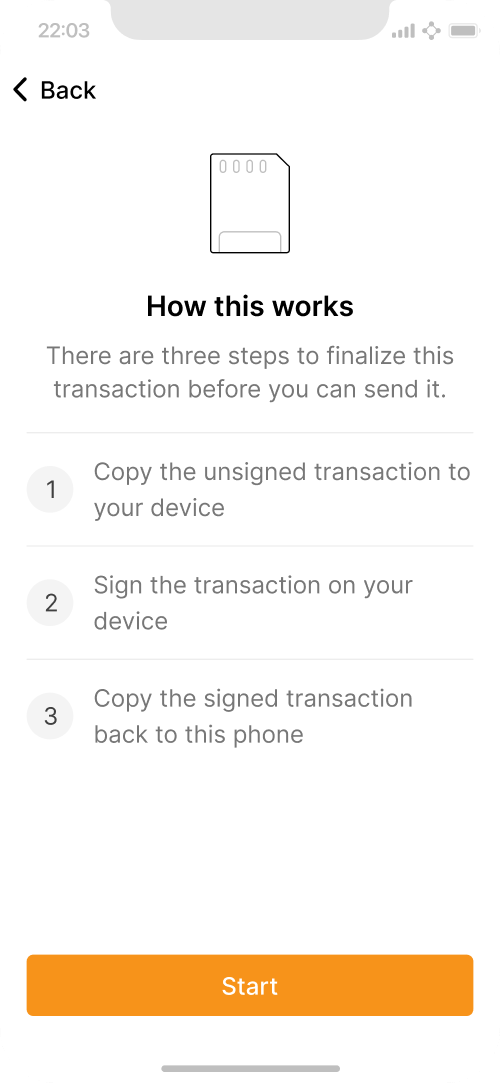 22:03
Back
How this works
There are three steps to finalize this
transaction before you can send it.
1
Copy the unsigned transaction to
your device
2
Sign the transaction on your
device
3
Copy the signed transaction
back to this phone
Start